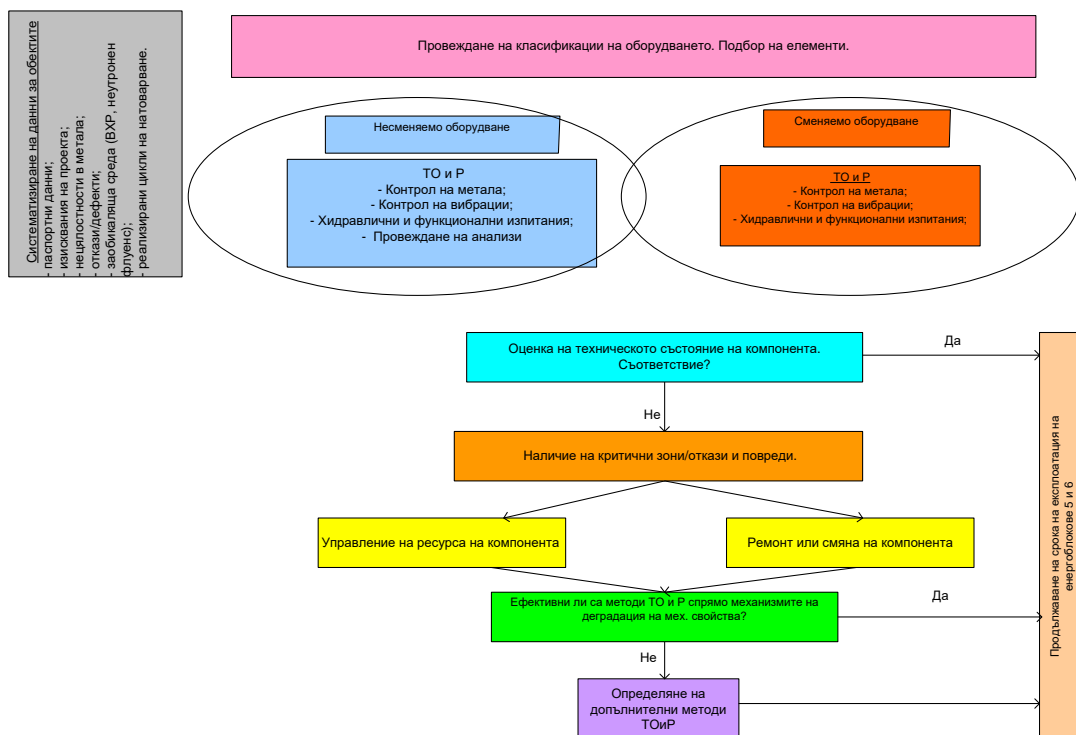 Систематизиране на данни за обектите
- паспортни данни;
- изисквания на проекта;
- нецялостности в метала;
- откази/дефекти;
- заобикаляща среда (ВХР, неутронен
флуенс);
- реализирани цикли на натоварване.
Провеждане на класификации на оборудването. Подбор на елементи.
Несменяемо оборудване
ТО и Р
- Контрол на метала;
- Контрол на вибрации;
- Хидравлични и функционални изпитания;
- Провеждане на анализи
Сменяемо оборудване
ТО и Р
- Контрол на метала;
- Контрол на вибрации;
- Хидравлични и функционални изпитания;
Оценка на техническото състояние на компонента.
Съответствие?
Да
Не
Наличие на критични зони/откази и повреди.
Управление на ресурса на компонента
Ремонт или смяна на компонента
Ефективни ли са методи ТО и Р спрямо механизмите на
деградация на мех. свойства?
Да
Не
Определяне на
допълнителни методи
ТОиР
Продължаване на срока на експлоатация на
енергоблокове 5 и 6